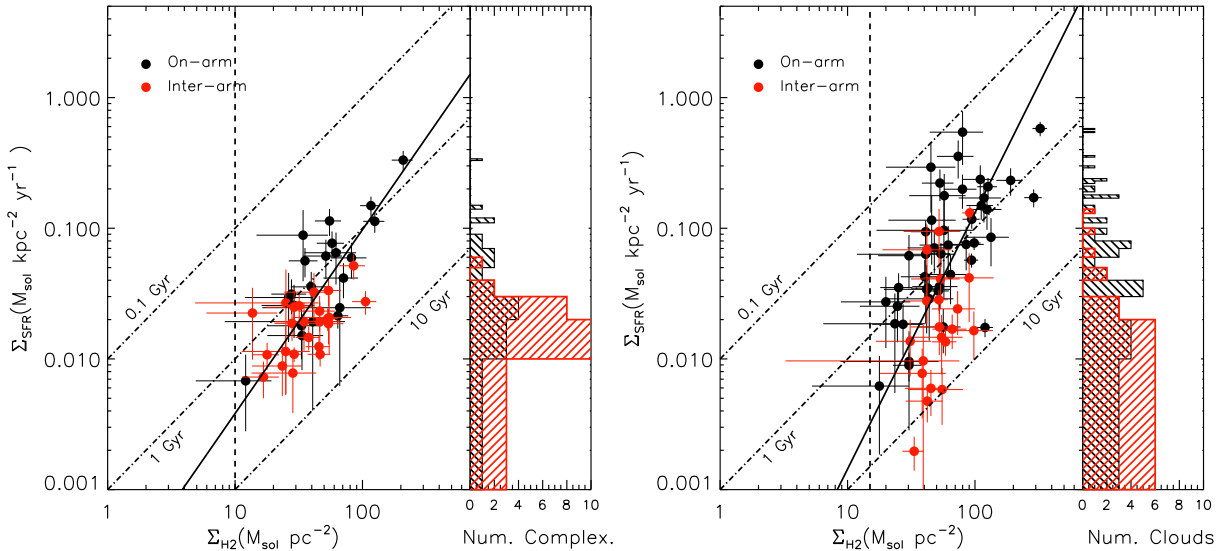 On-arm
Inter-arm
1.000
0.100
0.010
0.001
Σ_SFR(M_sol kpc⁻² yr⁻¹)
0.1 Gyr
1 Gyr
10 Gyr
1 10 100
Σ_H2(M_sol pc⁻²)
0 2 4 6 8 10
Num. Complex.
On-arm
Inter-arm
1.000
0.100
0.010
0.001
Σ_SFR(M_sol kpc⁻² yr⁻¹)
0.1 Gyr
1 Gyr
10 Gyr
1 10 100
Σ_H2(M_sol pc⁻²)
0 2 4 6 8 10
Num. Clouds